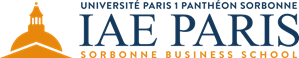 UNIVERSITÉ PARIS 1 PANTHÉON SORBONNE
IAE PARIS
SORBONNE BUSINESS SCHOOL